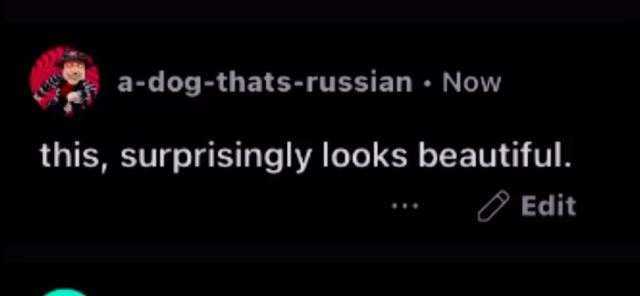 a-dog-thats-russian • Now
this, surprisingly looks beautiful.
... Edit